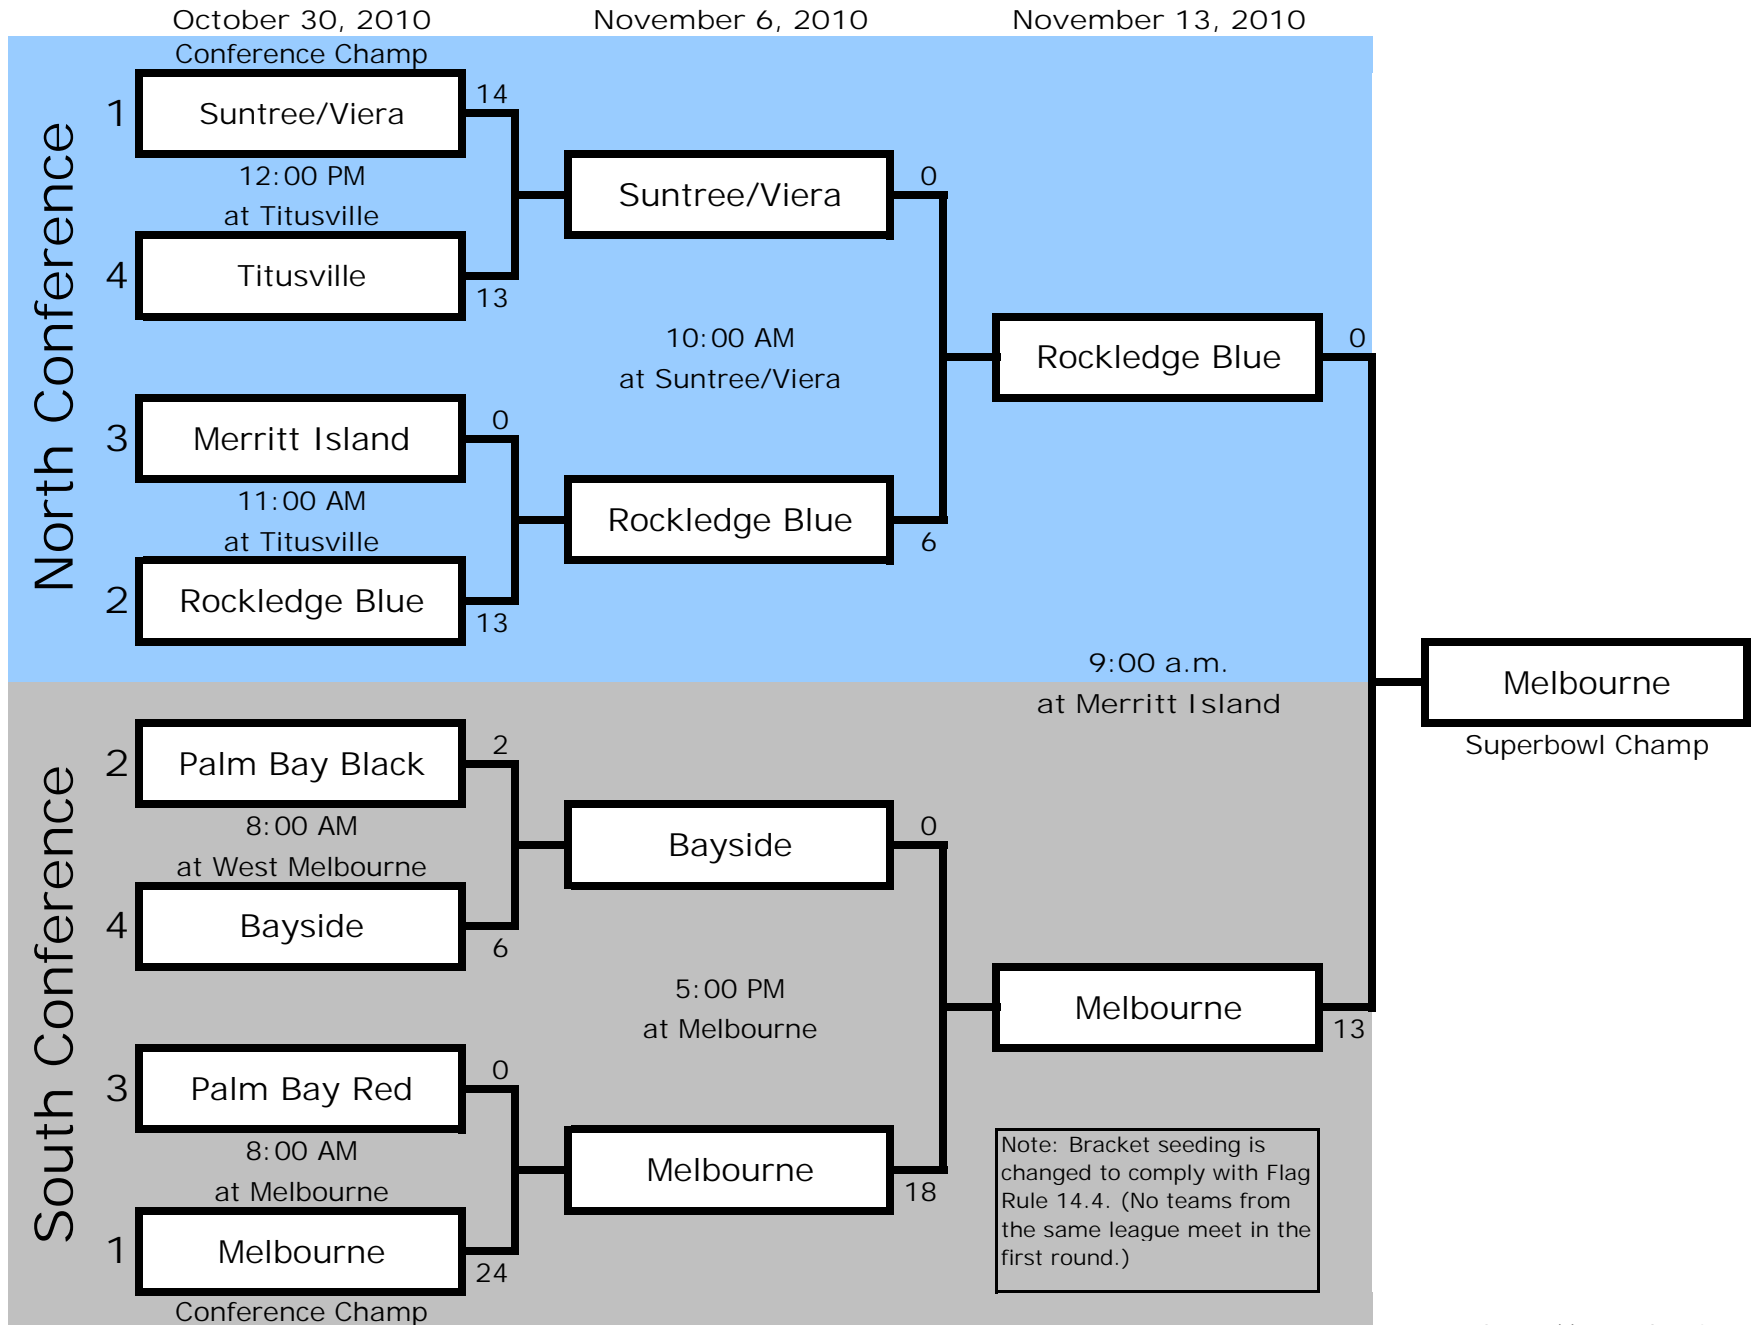 October 30, 2010
November 6, 2010
November 13, 2010
North Conference
Conference Champ
1
Suntree/Viera
14
12:00 PM
at Titusville
4
Titusville
13
3
Merritt Island
0
11:00 AM
at Titusville
2
Rockledge Blue
13
Suntree/Viera
0
10:00 AM
at Suntree/Viera
Rockledge Blue
6
Rockledge Blue
0
9:00 a.m.
at Merritt Island
Melbourne
Superbowl Champ
South Conference
2
Palm Bay Black
2
8:00 AM
at West Melbourne
4
Bayside
6
3
Palm Bay Red
0
8:00 AM
at Melbourne
1
Melbourne
24
Conference Champ
Bayside
0
5:00 PM
at Melbourne
Melbourne
18
Melbourne
13
Note: Bracket seeding is
changed to comply with Flag
Rule 14.4. (No teams from
the same league meet in the
first round.)